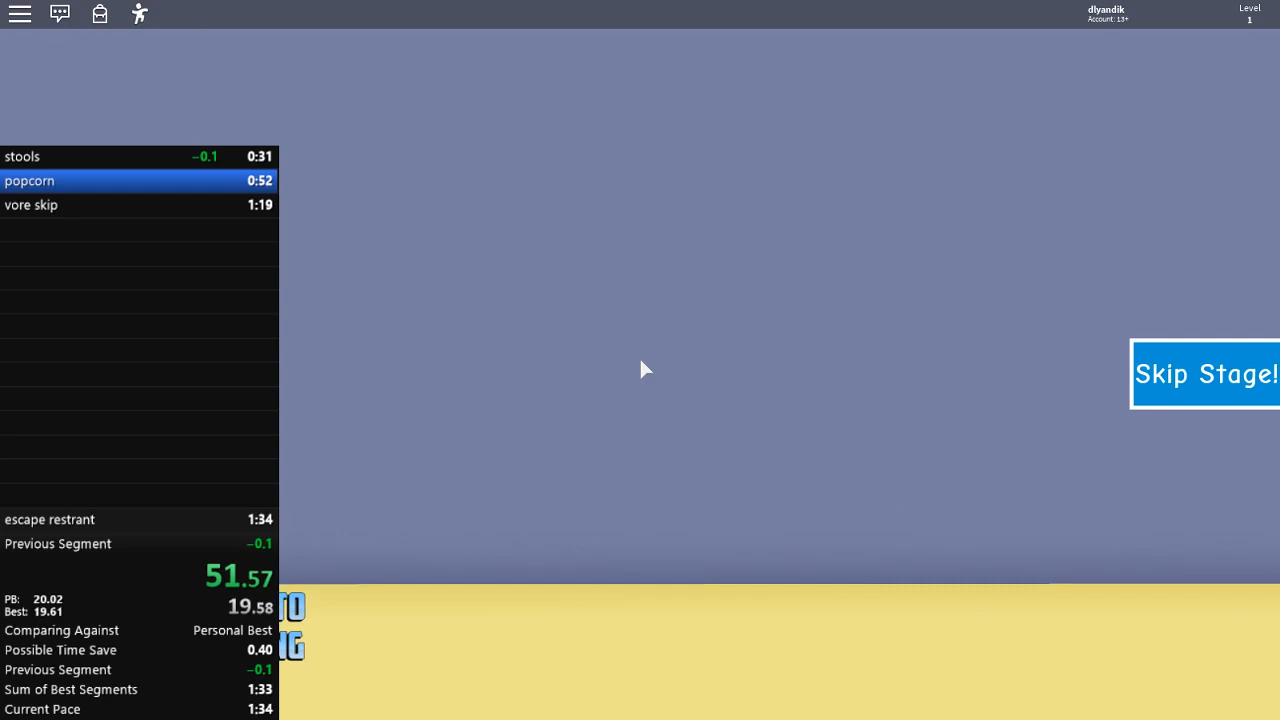 dlyandik
Account: 13+
Level
1
stools −0.1 0:31
popcorn 0:52
vore skip 1:19
Skip Stage!
escape restrant 1:34
Previous Segment −0.1
51.57
PB: 20.02
Best: 19.61
19.58
TO
NG
Comparing Against Personal Best
Possible Time Save 0.40
Previous Segment −0.1
Sum of Best Segments 1:33
Current Pace 1:34